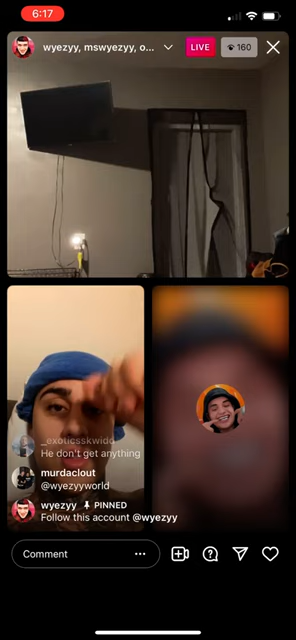 6:17
wyezyy, mswyezyy, o...
LIVE
160
_exoticsskwidd
He don't get anything
murdaclout
@wyezyyworld
wyezyy PINNED
Follow this account @wyezyy
Comment